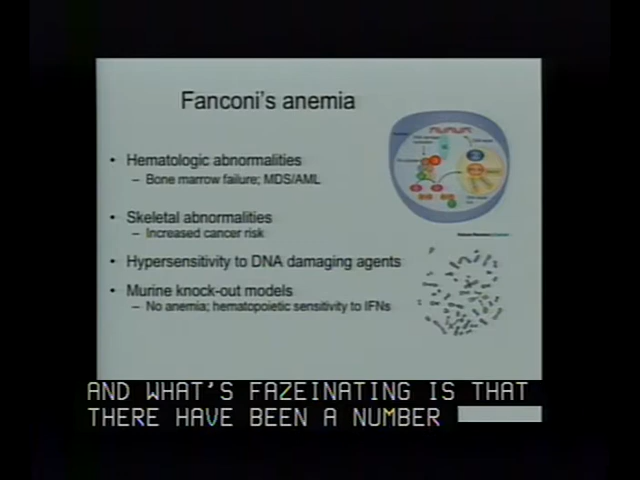 Fanconi's anemia
• Hematologic abnormalities
– Bone marrow failure; MDS/AML
• Skeletal abnormalities
– Increased cancer risk
• Hypersensitivity to DNA damaging agents
• Murine knock-out models
– No anemia; hematopoietic sensitivity to IFNs
AND WHAT'S FAZEINATING IS THAT
THERE HAVE BEEN A NUMBER